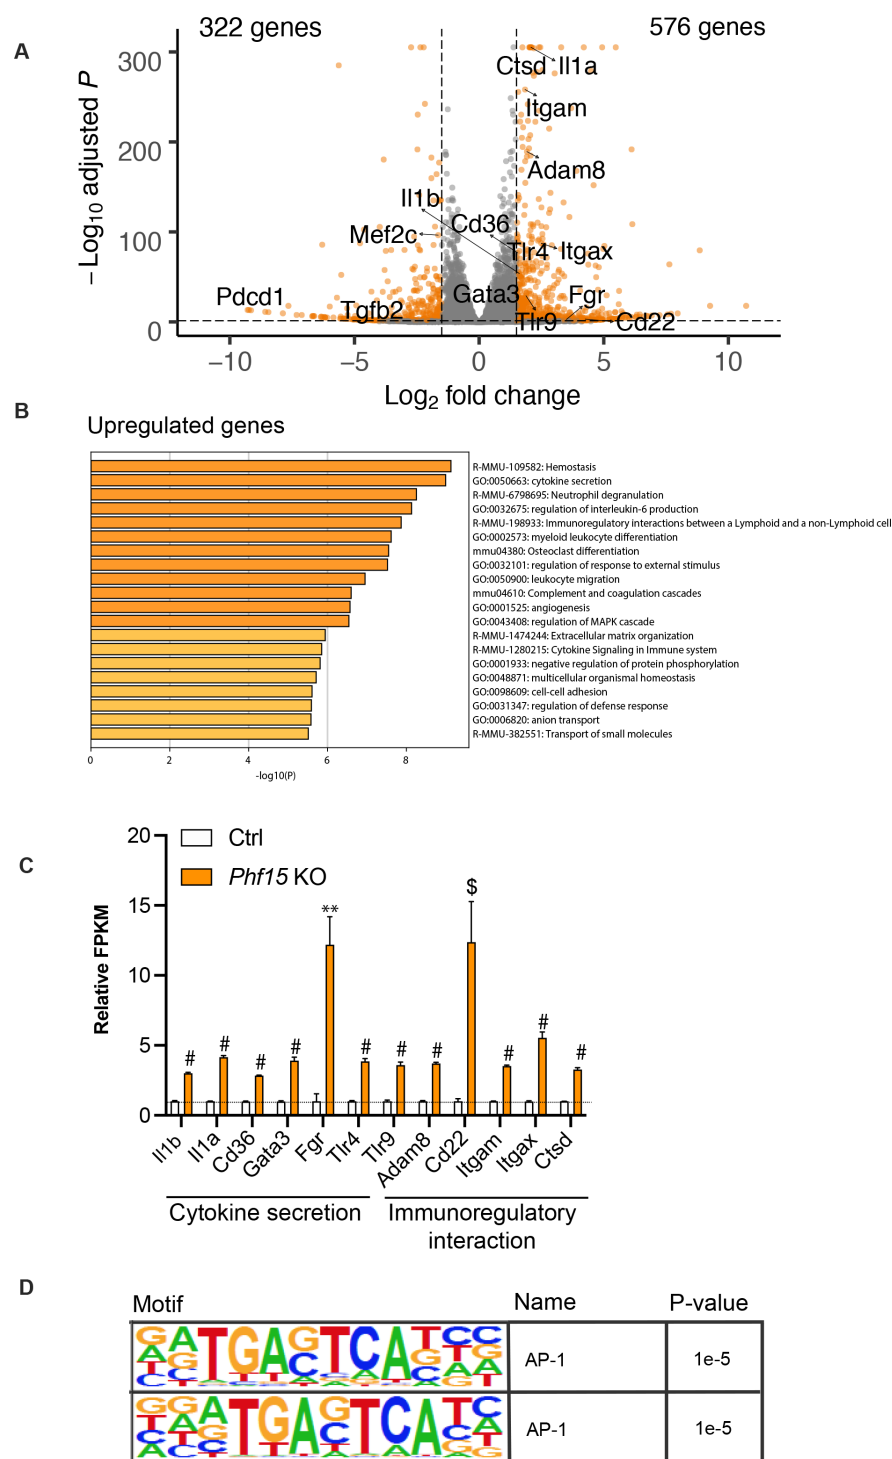 A
322 genes
576 genes
−Log10 adjusted P
300
200
100
0
Ctsd
Il1a
Itgam
Adam8
Il1b
Cd36
Mef2c
Tlr4
Itgax
Pdcd1
Gata3
Fgr
Tgfb2
Tlr9
Cd22
−10
−5
0
5
10
Log2 fold change
B
Upregulated genes
R-MMU-109582: Hemostasis
GO:0050663: cytokine secretion
R-MMU-6798695: Neutrophil degranulation
GO:0032675: regulation of interleukin-6 production
R-MMU-198933: Immunoregulatory interactions between a Lymphoid and a non-Lymphoid cell
GO:0002573: myeloid leukocyte differentiation
mmu04380: Osteoclast differentiation
GO:0032101: regulation of response to external stimulus
GO:0050900: leukocyte migration
mmu04610: Complement and coagulation cascades
GO:0001525: angiogenesis
GO:0043408: regulation of MAPK cascade
R-MMU-1474244: Extracellular matrix organization
R-MMU-1280215: Cytokine Signaling in Immune system
GO:0001933: negative regulation of protein phosphorylation
GO:0048871: multicellular organismal homeostasis
GO:0098609: cell-cell adhesion
GO:0031347: regulation of defense response
GO:0006820: anion transport
R-MMU-382551: Transport of small molecules
0 2 4 6 8
-log10(P)
C
Ctrl
Phf15 KO
Relative FPKM
20
15
10
5
0
# # # # ** # # # $ # # #
Il1b Il1a Cd36 Gata3 Fgr Tlr4 Tlr9 Adam8 Cd22 Itgam Itgax Ctsd
Cytokine secretion
Immunoregulatory
interaction
D
Motif Name P-value
GATGAGTCATCC
AP-1 1e-5
GGATGAGTCATC
AP-1 1e-5